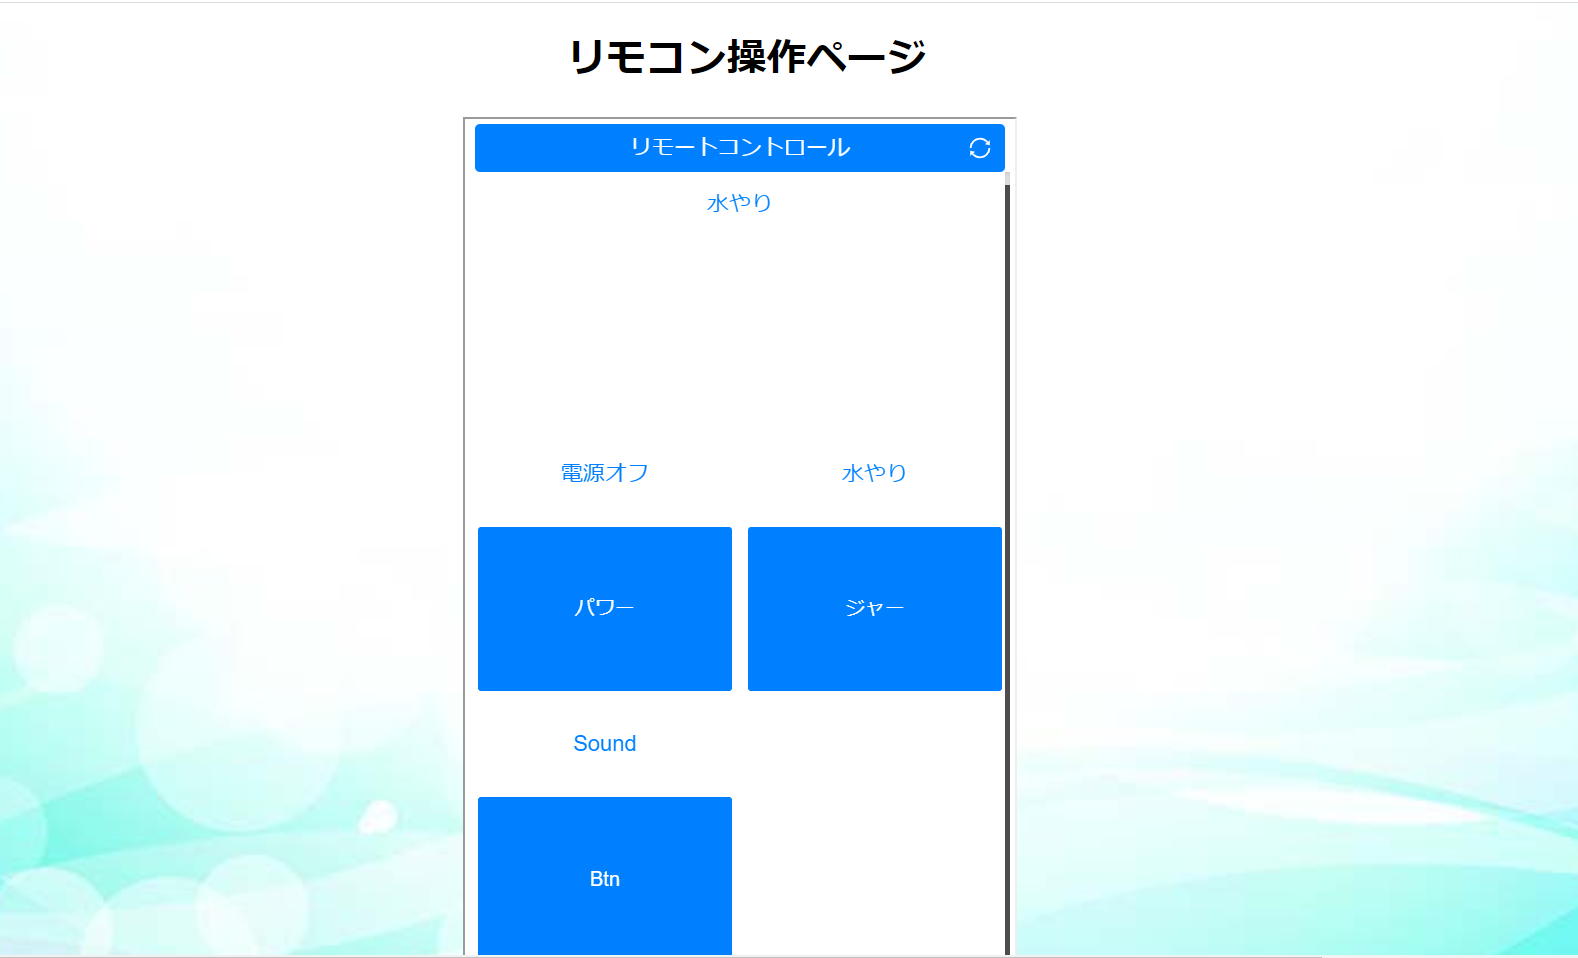 リモコン操作ページ
リモートコントロール
水やり
電源オフ
水やり
パワー
ジャー
Sound
Btn